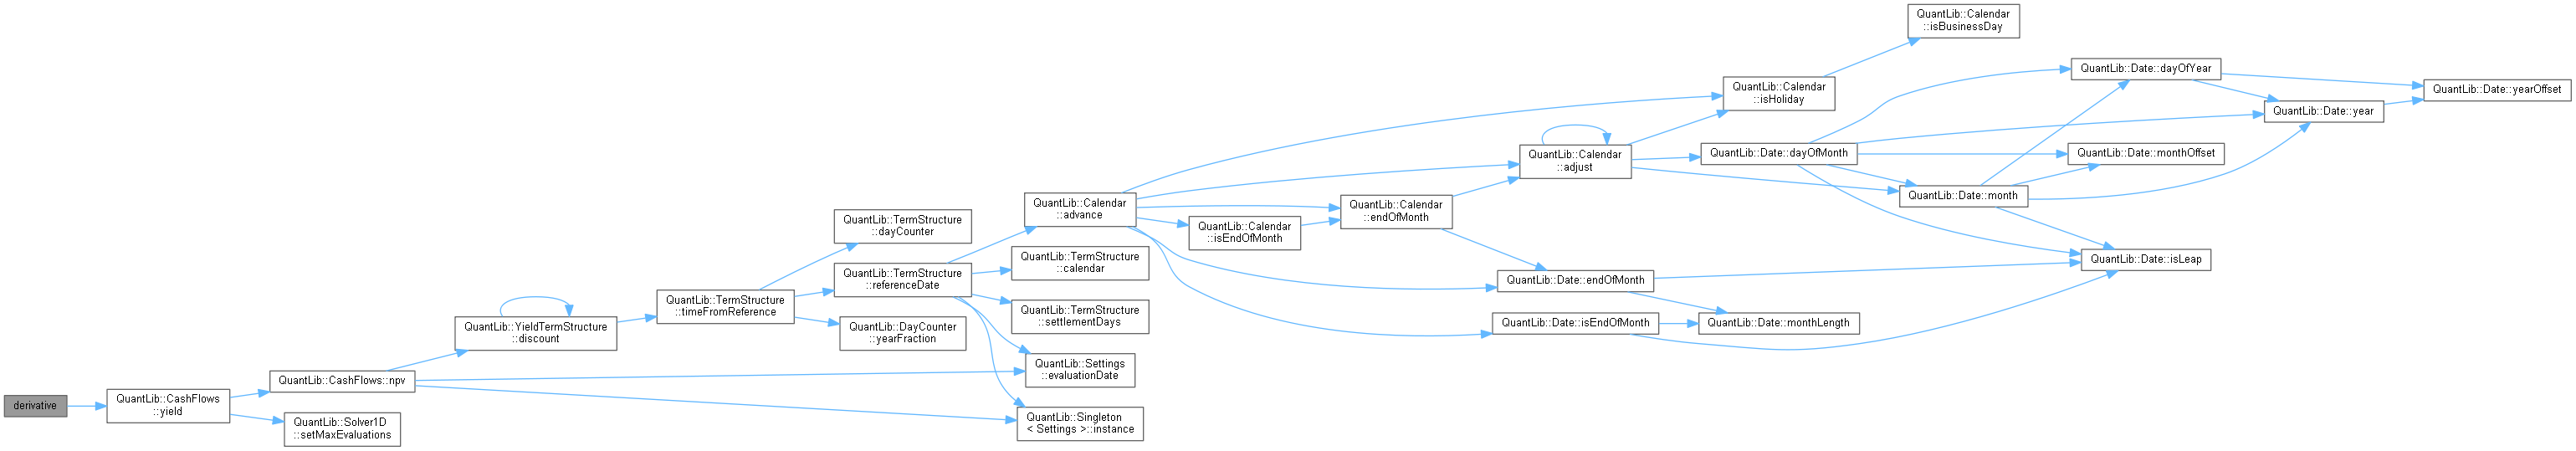 derivative
QuantLib::CashFlows
::yield
QuantLib::CashFlows::npv
QuantLib::Solver1D
::setMaxEvaluations
QuantLib::YieldTermStructure
::discount
QuantLib::TermStructure
::timeFromReference
QuantLib::TermStructure
::dayCounter
QuantLib::TermStructure
::referenceDate
QuantLib::DayCounter
::yearFraction
QuantLib::Calendar
::advance
QuantLib::TermStructure
::calendar
QuantLib::TermStructure
::settlementDays
QuantLib::Settings
::evaluationDate
QuantLib::Singleton
< Settings >::instance
QuantLib::Calendar
::isEndOfMonth
QuantLib::Calendar
::endOfMonth
QuantLib::Calendar
::adjust
QuantLib::Date::endOfMonth
QuantLib::Date::isEndOfMonth
QuantLib::Calendar
::isHoliday
QuantLib::Date::dayOfMonth
QuantLib::Date::monthLength
QuantLib::Calendar
::isBusinessDay
QuantLib::Date::month
QuantLib::Date::dayOfYear
QuantLib::Date::monthOffset
QuantLib::Date::isLeap
QuantLib::Date::year
QuantLib::Date::yearOffset